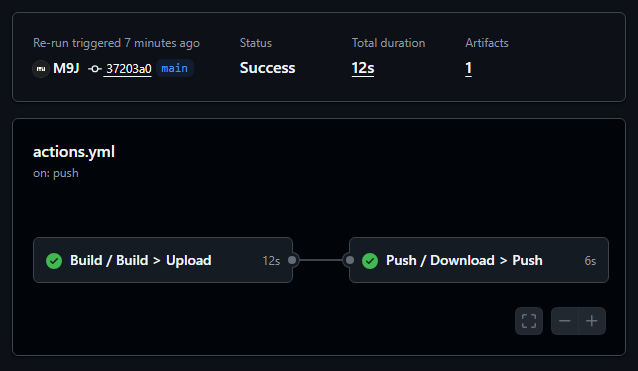 Re-run triggered 7 minutes ago
M9J 37203a0 main
Status
Success
Total duration
12s
Artifacts
1
actions.yml
on: push
Build / Build > Upload 12s
Push / Download > Push 6s